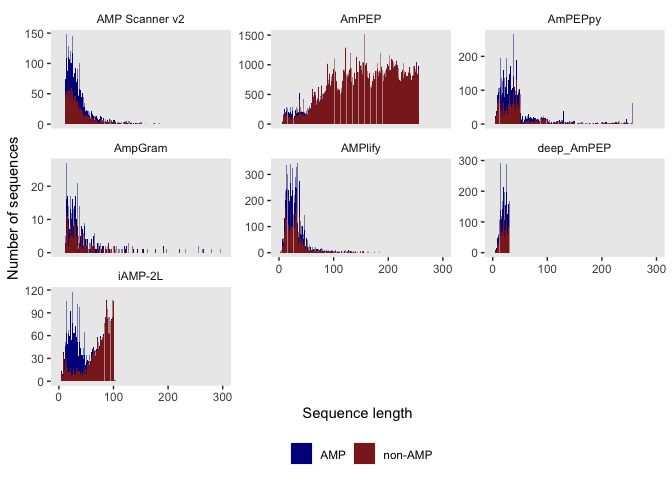 AMP Scanner v2
AmPEP
AmPEPpy
150
100
50
0
1500
1000
500
0
200
100
0
Number of sequences
AmpGram
AMPlify
deep_AmPEP
20
10
0
300
200
100
0
300
200
100
0
0 100 200 300
0 100 200 300
iAMP-2L
120
90
60
30
0
0 100 200 300
Sequence length
AMP non-AMP